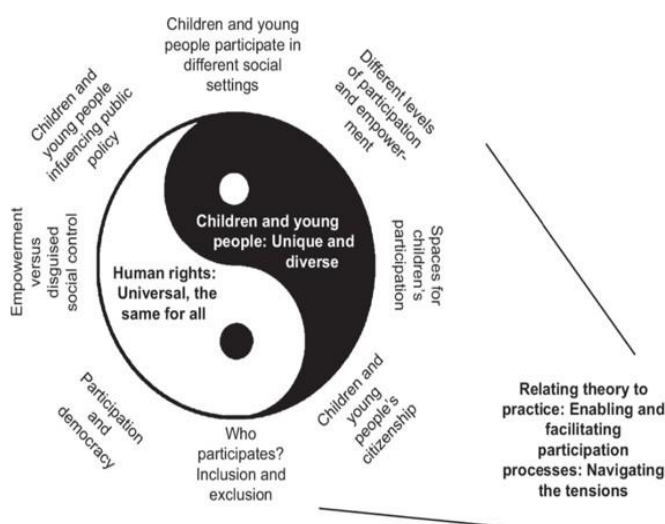 Children and young
people participate in
different social
settings
Different levels
of participation
and empower-
ment
Spaces for
children's
participation
Children and
young
people's
citizenship
Who
participates?
Inclusion and
exclusion
Participation
and
democracy
Empowerment
versus
disguised
social control
Children and
young people
influencing public
policy
Children and young
people: Unique and
diverse
Human rights:
Universal, the
same for all
Relating theory to
practice: Enabling and
facilitating
participation
processes: Navigating
the tensions